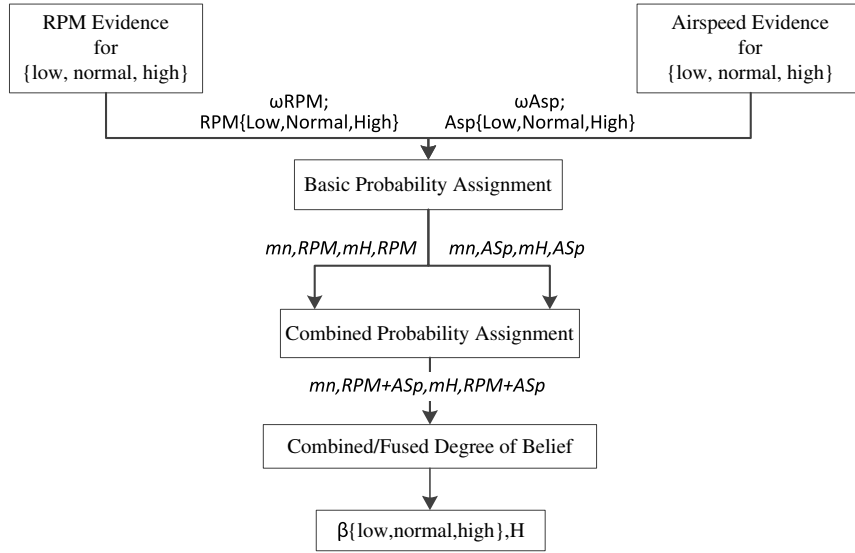 RPM Evidence
for
{low, normal, high}
Airspeed Evidence
for
{low, normal, high}
ωRPM;
RPM{Low,Normal,High}
ωAsp;
Asp{Low,Normal,High}
Basic Probability Assignment
mn,RPM,mH,RPM
mn,ASp,mH,ASp
Combined Probability Assignment
mn,RPM+ASp,mH,RPM+ASp
Combined/Fused Degree of Belief
β{low,normal,high},H